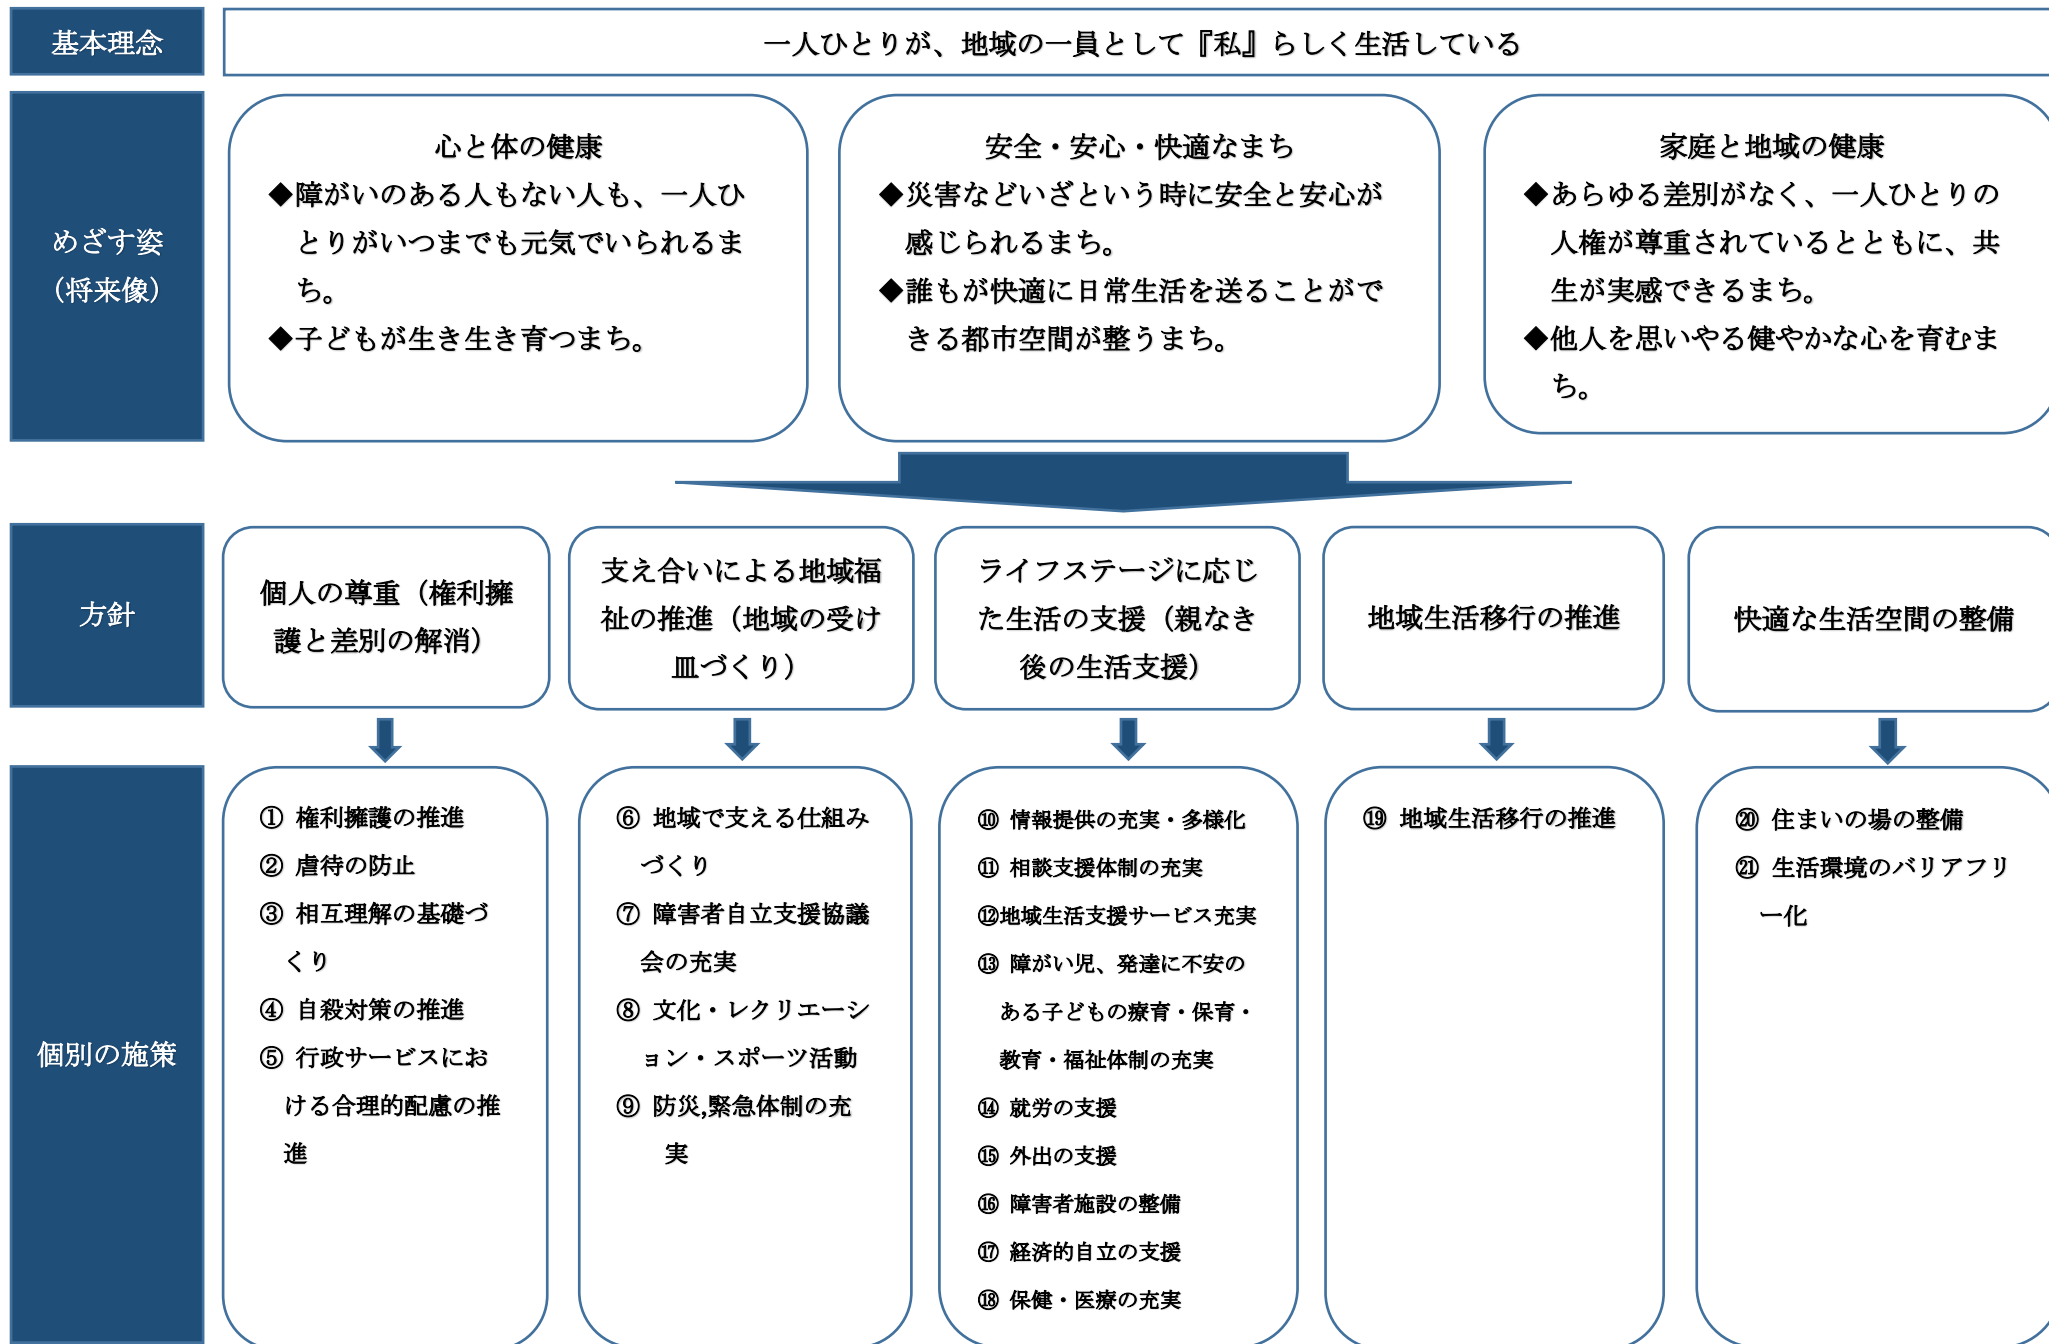 基本理念
一人ひとりが、地域の一員として『私』らしく生活している
めざす姿
（将来像）
心と体の健康
◆障がいのある人もない人も、一人ひ
とりがいつまでも元気でいられるま
ち。
◆子どもが生き生き育つまち。
安全・安心・快適なまち
◆災害などいざという時に安全と安心が
感じられるまち。
◆誰もが快適に日常生活を送ることがで
きる都市空間が整うまち。
家庭と地域の健康
◆あらゆる差別がなく、一人ひとりの
人権が尊重されているとともに、共
生が実感できるまち。
◆他人を思いやる健やかな心を育むま
ち。
方針
個人の尊重（権利擁
護と差別の解消）
支え合いによる地域福
祉の推進（地域の受け
皿づくり）
ライフステージに応じ
た生活の支援（親なき
後の生活支援）
地域生活移行の推進
快適な生活空間の整備
個別の施策
① 権利擁護の推進
② 虐待の防止
③ 相互理解の基礎づ
くり
④ 自殺対策の推進
⑤ 行政サービスにお
ける合理的配慮の推
進
⑥ 地域で支える仕組み
づくり
⑦ 障害者自立支援協議
会の充実
⑧ 文化・レクリエーシ
ョン・スポーツ活動
⑨ 防災,緊急体制の充
実
⑩ 情報提供の充実・多様化
⑪ 相談支援体制の充実
⑫地域生活支援サービス充実
⑬ 障がい児、発達に不安の
ある子どもの療育・保育・
教育・福祉体制の充実
⑭ 就労の支援
⑮ 外出の支援
⑯ 障害者施設の整備
⑰ 経済的自立の支援
⑱ 保健・医療の充実
⑲ 地域生活移行の推進
⑳ 住まいの場の整備
㉑ 生活環境のバリアフリ
ー化